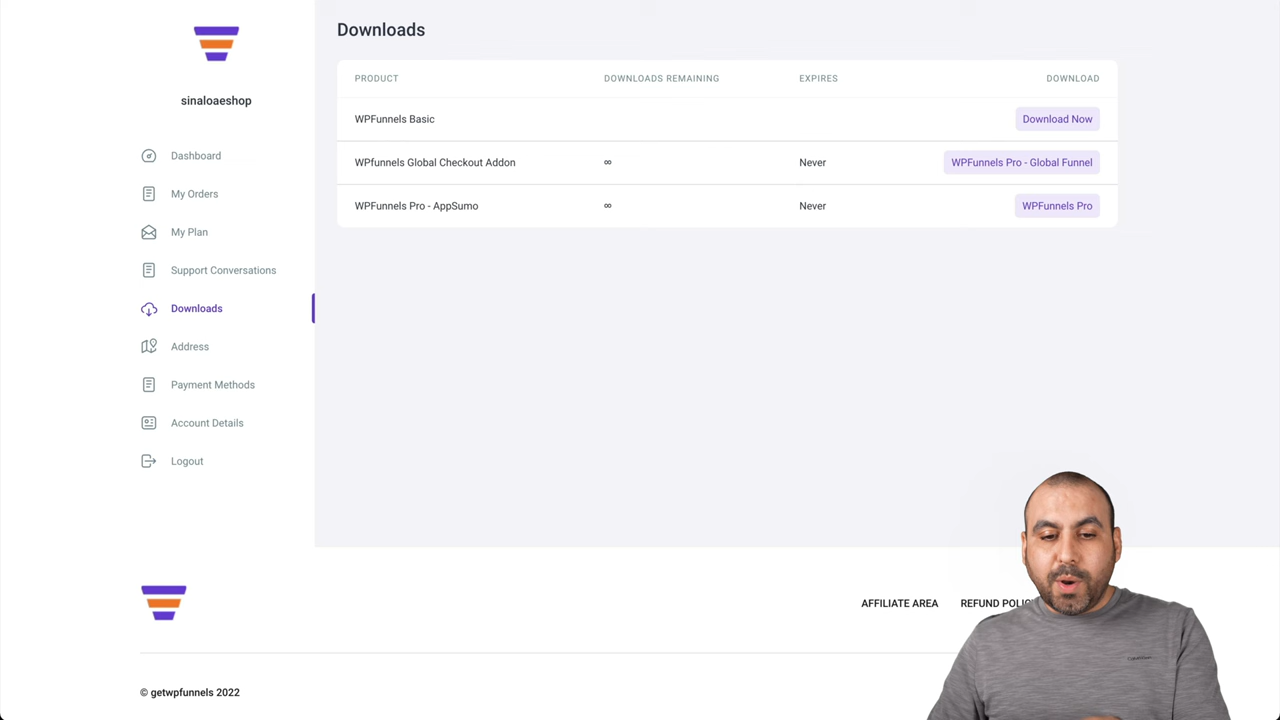 Downloads
sinaloaeshop
PRODUCT DOWNLOADS REMAINING EXPIRES DOWNLOAD
WPFunnels Basic Download Now
WPfunnels Global Checkout Addon ∞ Never WPFunnels Pro - Global Funnel
WPFunnels Pro - AppSumo ∞ Never WPFunnels Pro
Dashboard
My Orders
My Plan
Support Conversations
Downloads
Address
Payment Methods
Account Details
Logout
AFFILIATE AREA REFUND
© getwpfunnels 2022